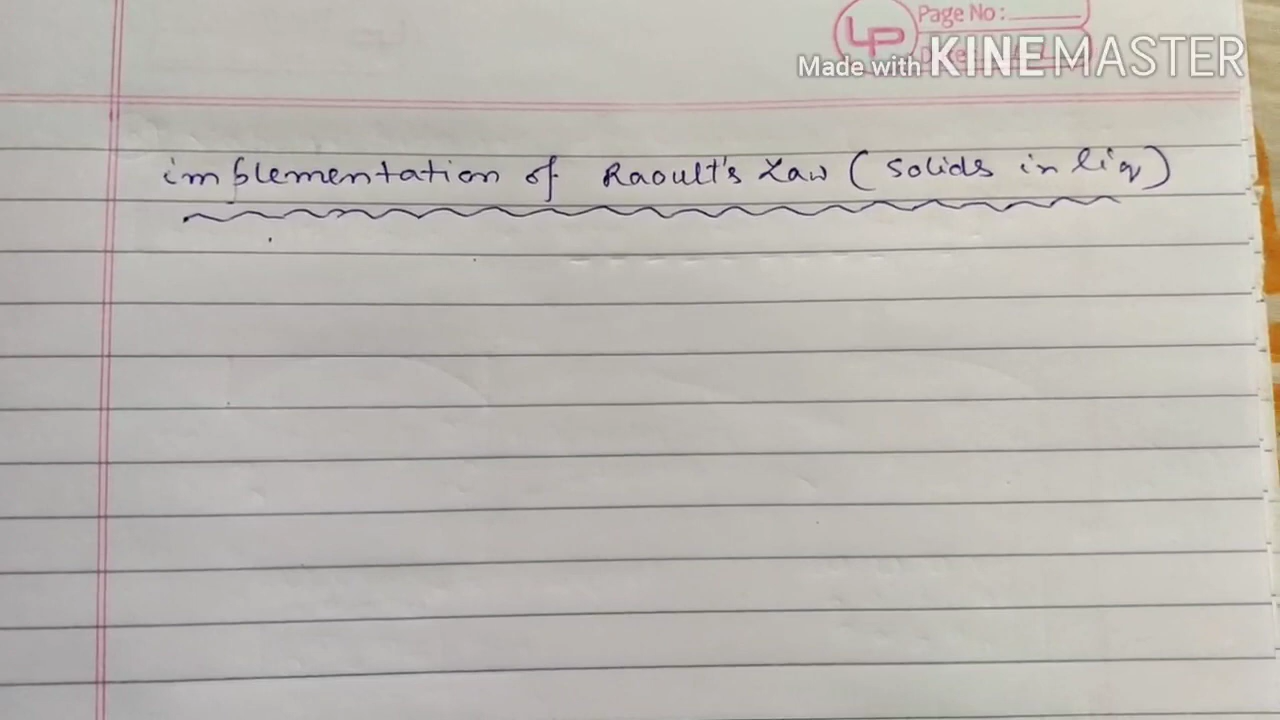 Page No:
Made with KINEMASTER
implementation of Raoult's Law ( Solids in liq )